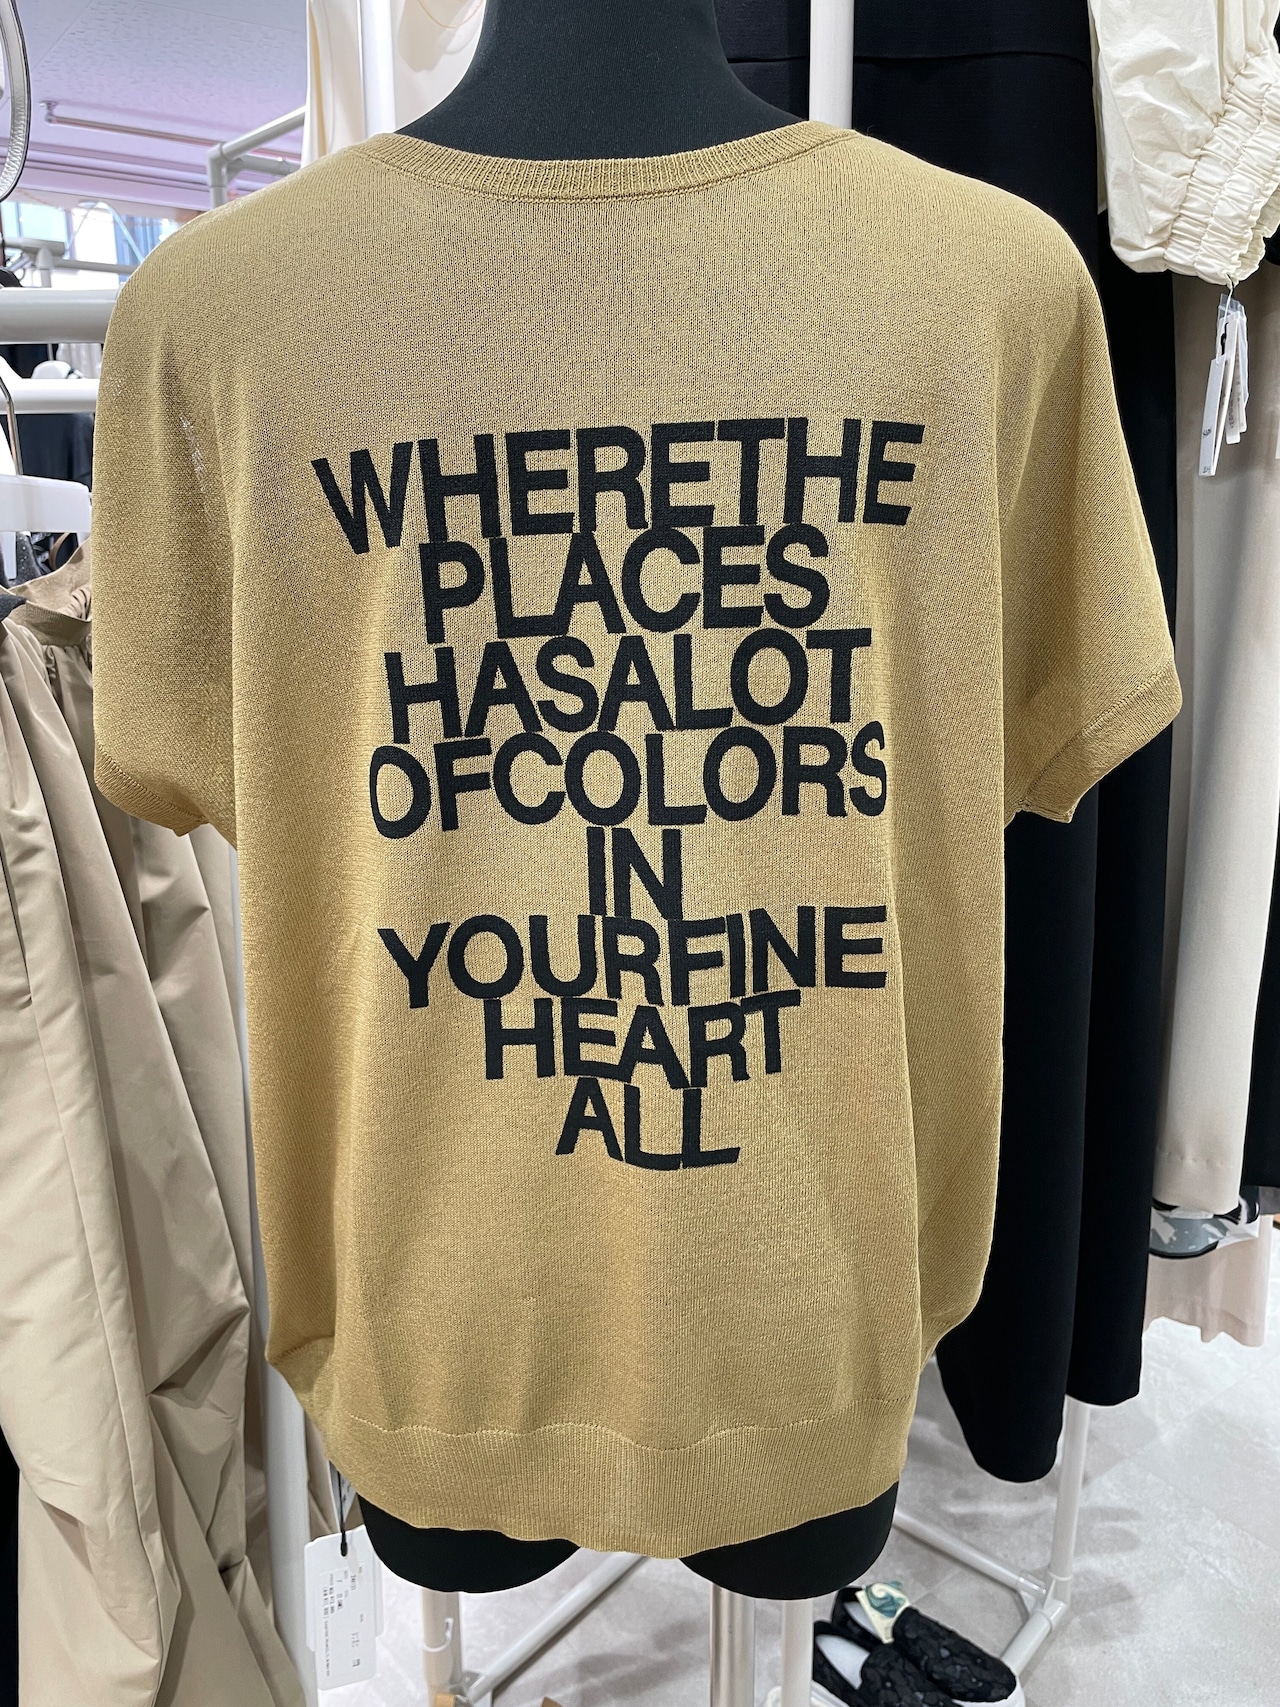 WHERETHE
PLACES
HASALOT
OFCOLORS
IN
YOURFINE
HEART
ALL